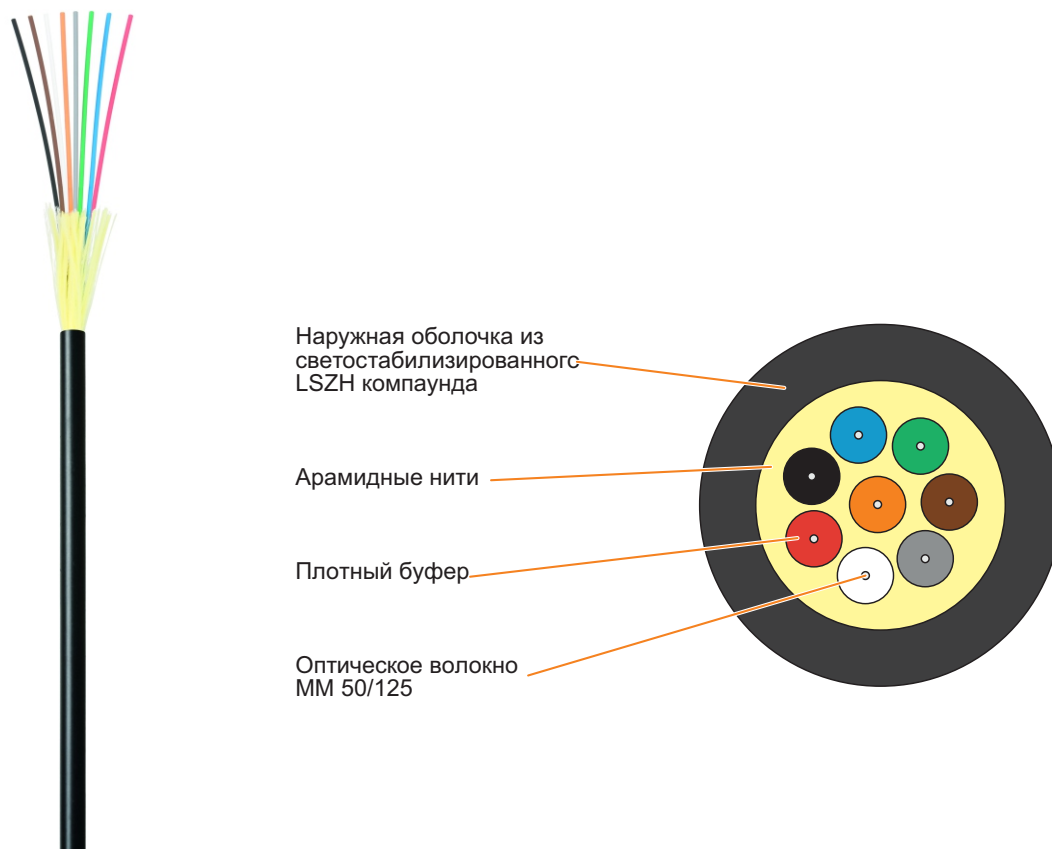 Наружная оболочка из
светостабилизированного
LSZH компаунда
Арамидные нити
Плотный буфер
Оптическое волокно
ММ 50/125